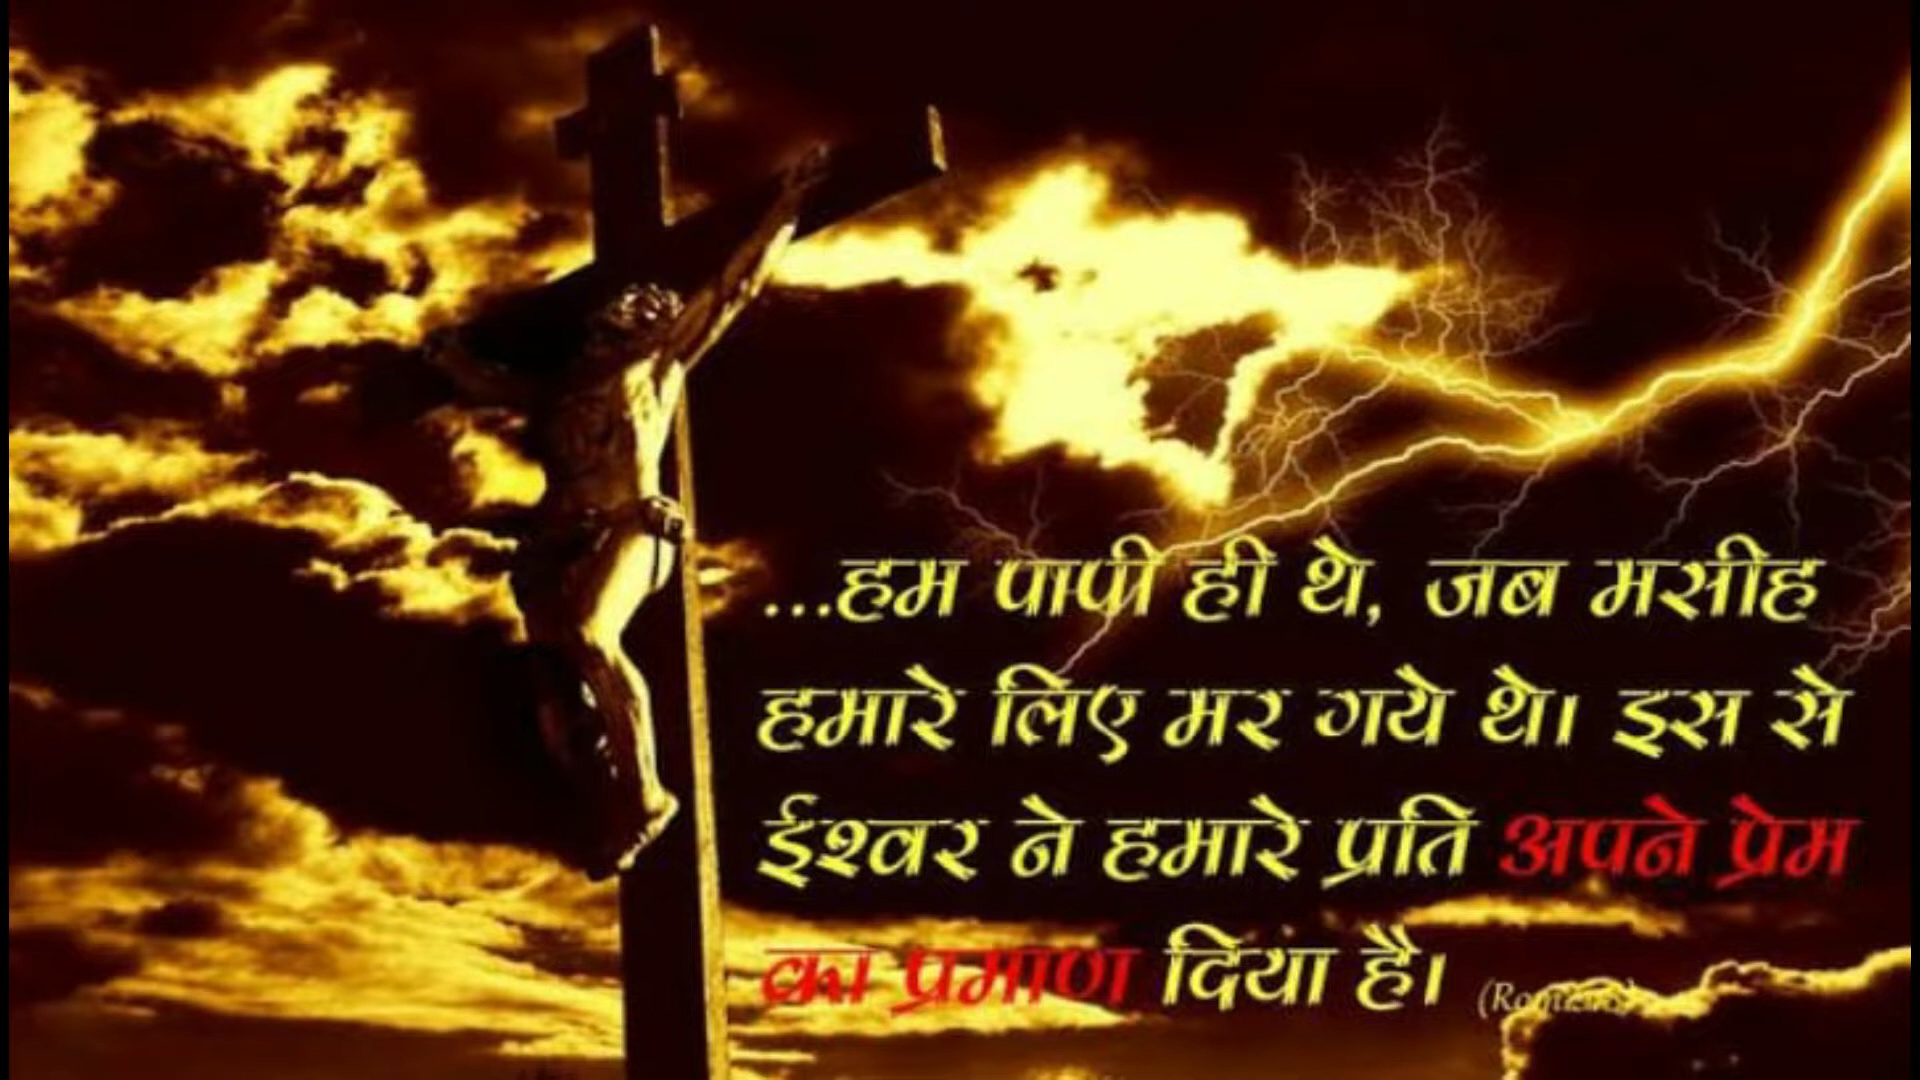 ...हम पापी ही थे, जब मसीह
हमारे लिए मर गये थे। इस से
ईश्वर ने हमारे प्रति अपने प्रेम
का प्रमाण दिया है।